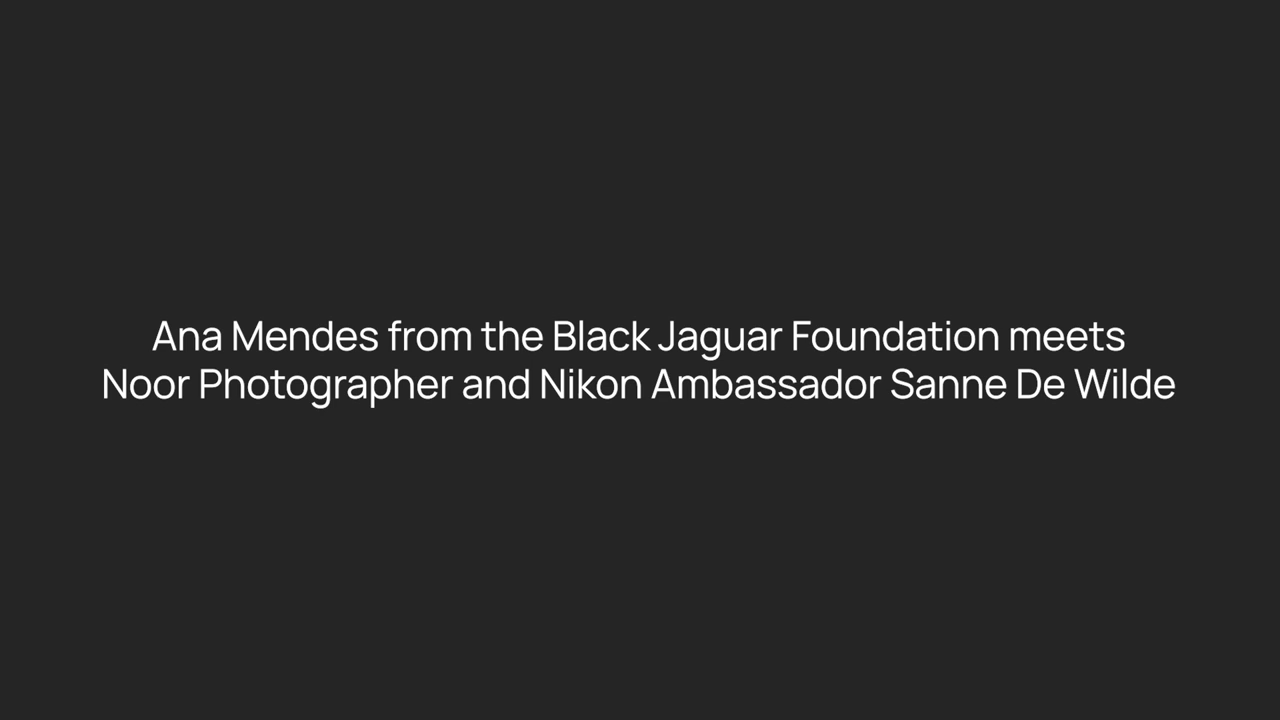 Ana Mendes from the Black Jaguar Foundation meets
Noor Photographer and Nikon Ambassador Sanne De Wilde